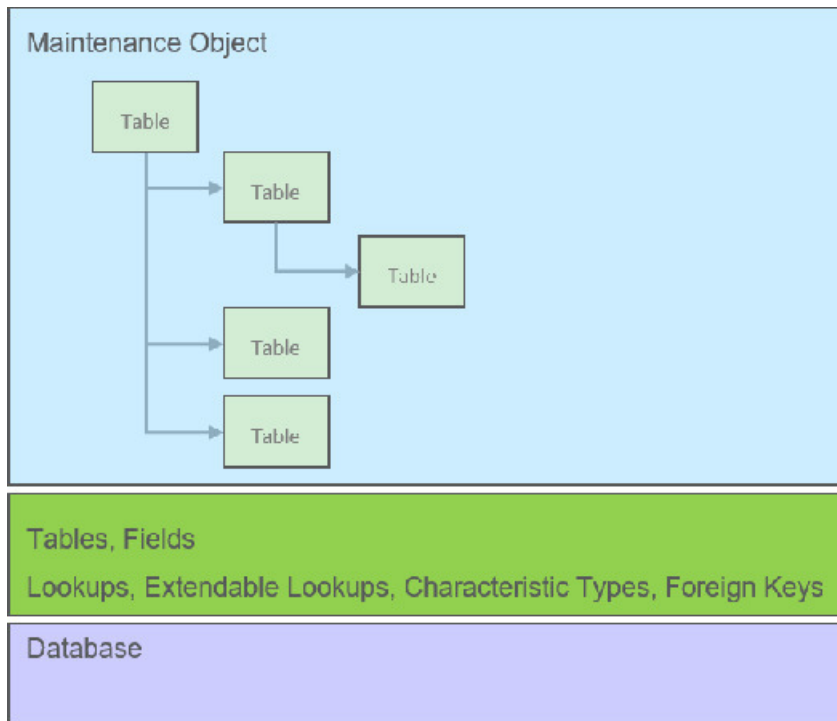 Maintenance Object
Table
Table
Table
Table
Table
Tables, Fields
Lookups, Extendable Lookups, Characteristic Types, Foreign Keys
Database